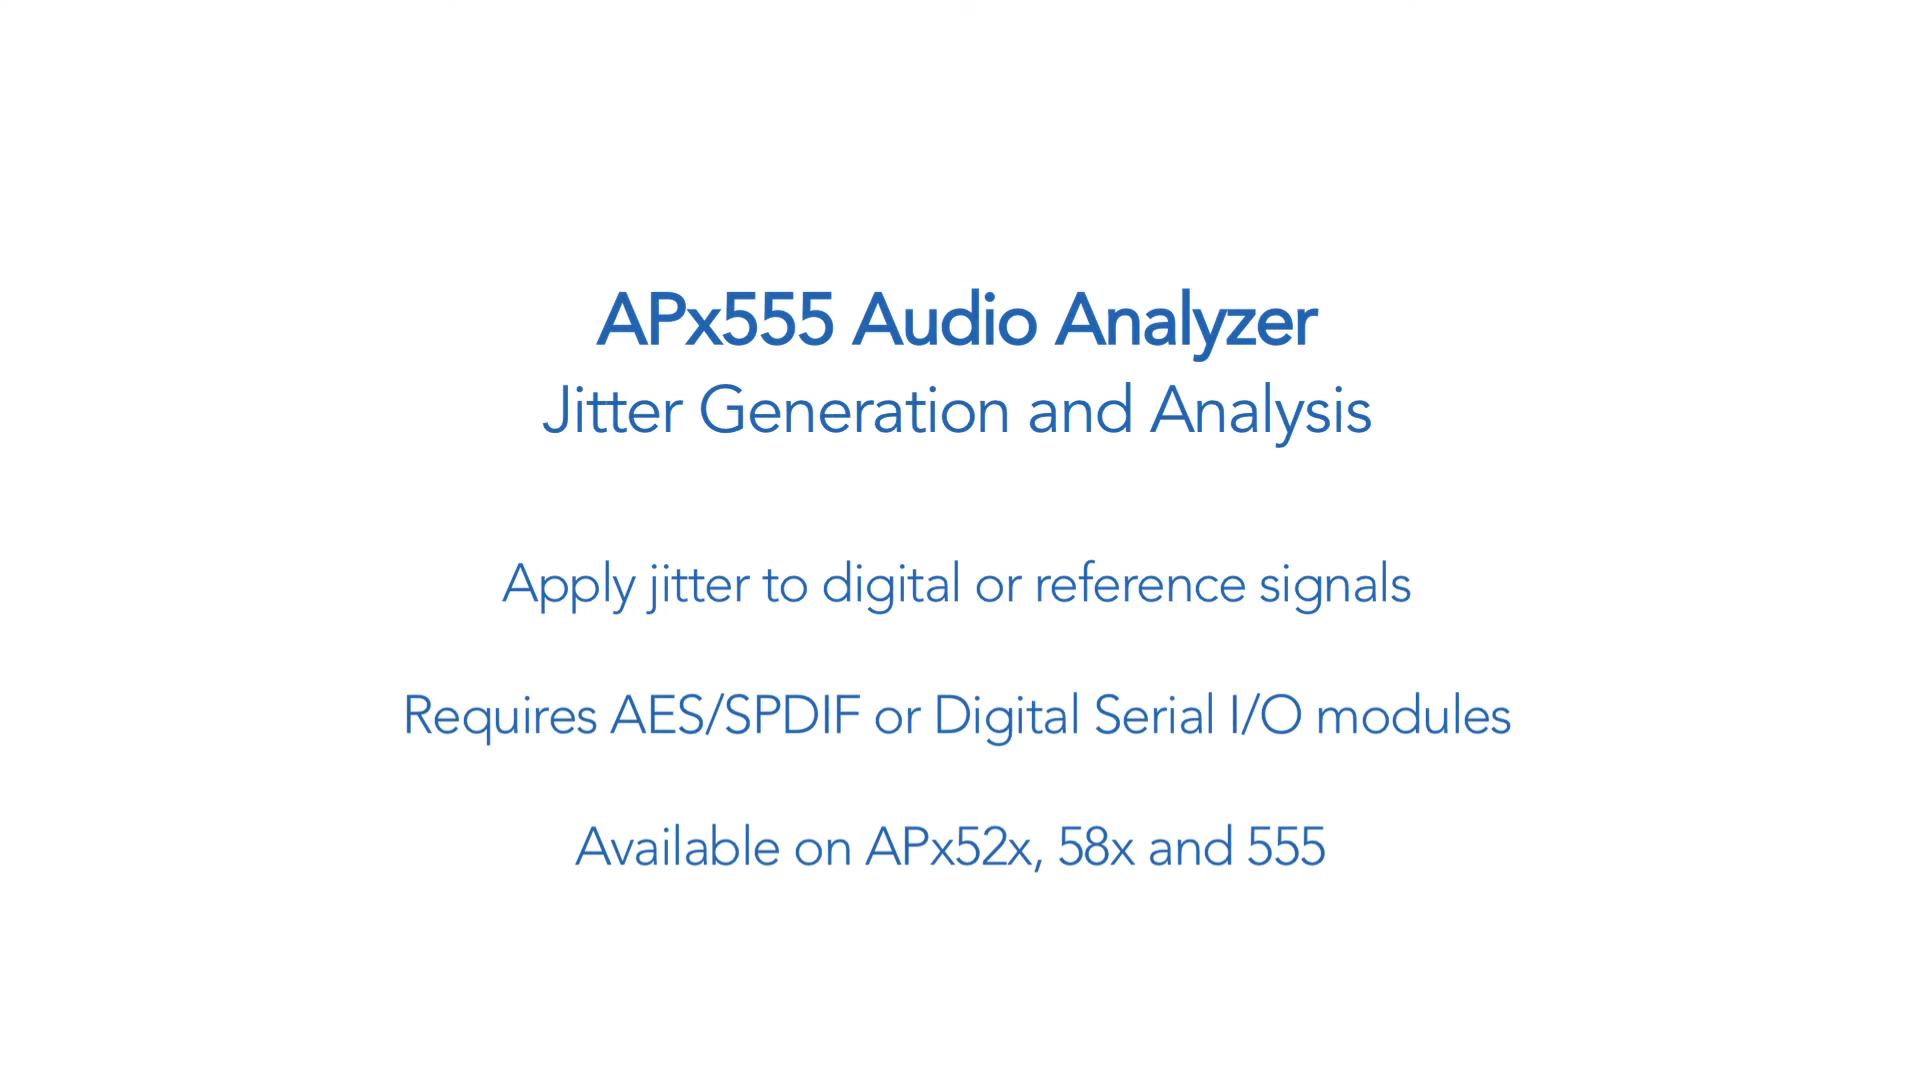 APx555 Audio Analyzer
Jitter Generation and Analysis
Apply jitter to digital or reference signals
Requires AES/SPDIF or Digital Serial I/O modules
Available on APx52x, 58x and 555